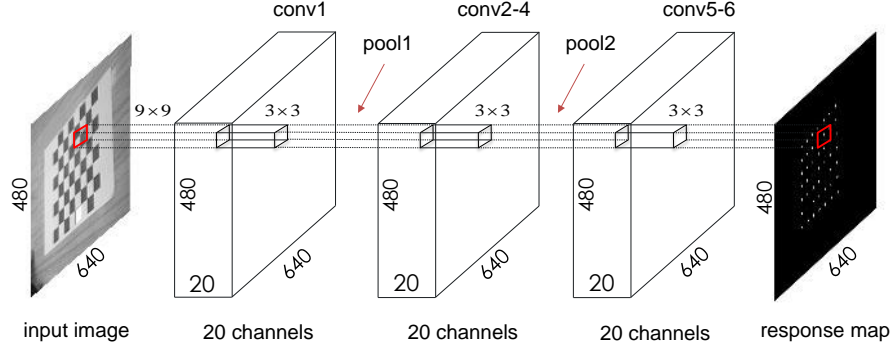 conv1
conv2-4
conv5-6
pool1
pool2
9×9
3×3
3×3
3×3
480
480
480
480
480
640
640
640
640
640
20
20
20
input image
20 channels
20 channels
20 channels
response map